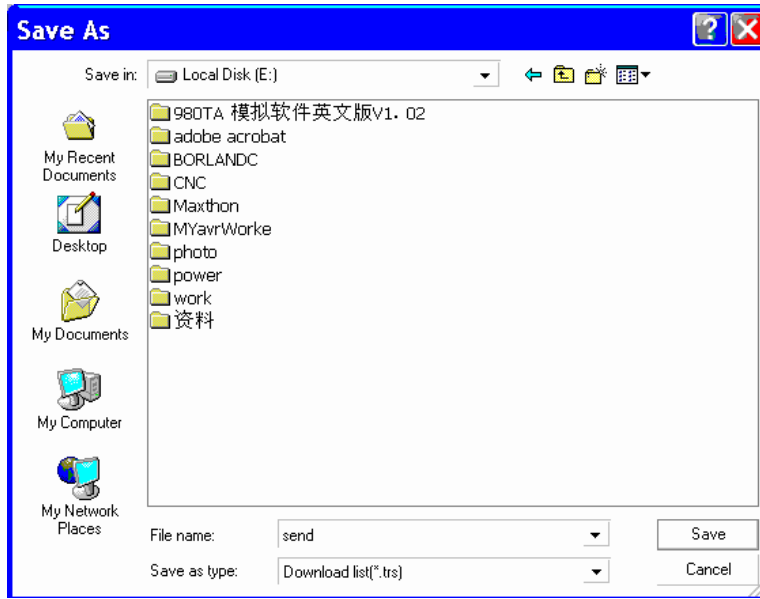 Save As
Save in:
Local Disk (E:)
980TA 模拟软件英文版V1. 02
adobe acrobat
BORLANDC
CNC
Maxthon
MYavrWorke
photo
power
work
资料
My Recent
Documents
Desktop
My Documents
My Computer
My Network
Places
File name:
send
Save
Save as type:
Download list(*.trs)
Cancel